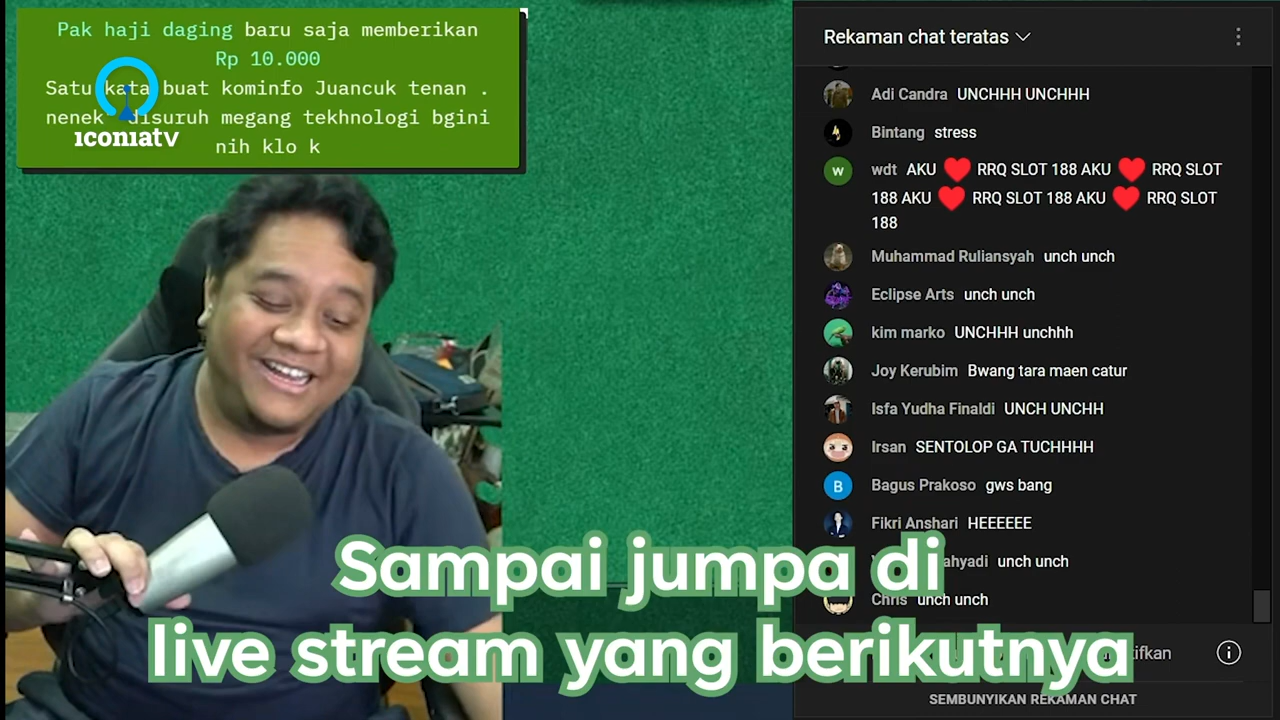 Pak haji daging baru saja memberikan
Rp 10.000
Satu kata buat kominfo Juancuk tenan .
nenek disuruh megang tekhnologi bgini
nih klo k
ıconıatv
Rekaman chat teratas
Adi Candra UNCHHH UNCHHH
Bintang stress
W
wdt AKU ❤️ RRQ SLOT 188 AKU ❤️ RRQ SLOT
188 AKU ❤️ RRQ SLOT 188 AKU ❤️ RRQ SLOT
188
Muhammad Ruliansyah unch unch
Eclipse Arts unch unch
kim marko UNCHHH unchhh
Joy Kerubim Bwang tara maen catur
Isfa Yudha Finaldi UNCH UNCHH
Irsan SENTOLOP GA TUCHHHH
B
Bagus Prakoso gws bang
Fikri Anshari HEEEEEE
ahyadi unch unch
Chris unch unch
SEMBUNYIKAN REKAMAN CHAT
Sampai jumpa di
live stream yang berikutnya